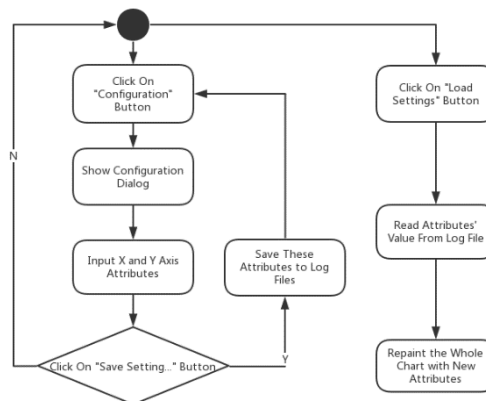 Click On
"Configuration"
Button
Click On "Load
Settings" Button
N
Show Configuration
Dialog
Read Attributes'
Value From Log File
Input X and Y Axis
Attributes
Save These
Attributes to Log
Files
Click On "Save Setting..." Button
Y
Repaint the Whole
Chart with New
Attributes